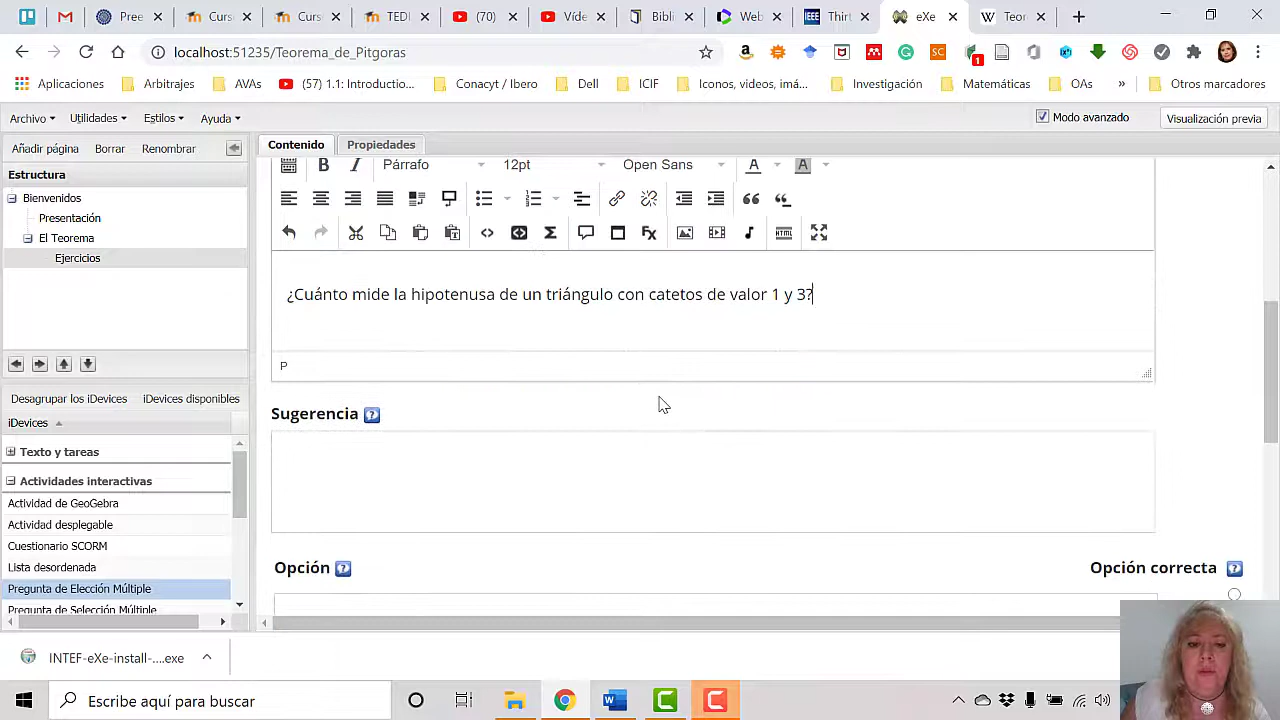 Curs
Curs
TEDI
(70)
Víde
Bibli
Web
Thirt
eXe
Teor
Pree
localhost:51235/Teorema_de_Pitgoras
Aplicaciones
Arbitrajes
AVAs
(57) 1.1: Introductio...
Conacyt / Ibero
Dell
ICIF
Iconos, videos, imá...
Investigación
Matemáticas
OAs
»
Otros marcadores
Archivo
Utilidades
Estilos
Ayuda
Modo avanzado
Visualización previa
Añadir página
Borrar
Renombrar
Contenido
Propiedades
Estructura
Bienvenidos
Presentación
El Teorema
Ejercicios
Párrafo
12pt
Open Sans
¿Cuánto mide la hipotenusa de un triángulo con catetos de valor 1 y 3?
P
Desagrupar los iDevices
iDevices disponibles
iDevices
Texto y tareas
Actividades interactivas
Actividad de GeoGebra
Actividad desplegable
Cuestionario SCORM
Lista desordenada
Pregunta de Elección Múltiple
Pregunta de Selección Múltiple
Sugerencia
Opción
Opción correcta
INTEF-eXe-install-....exe
Escribe aquí para buscar